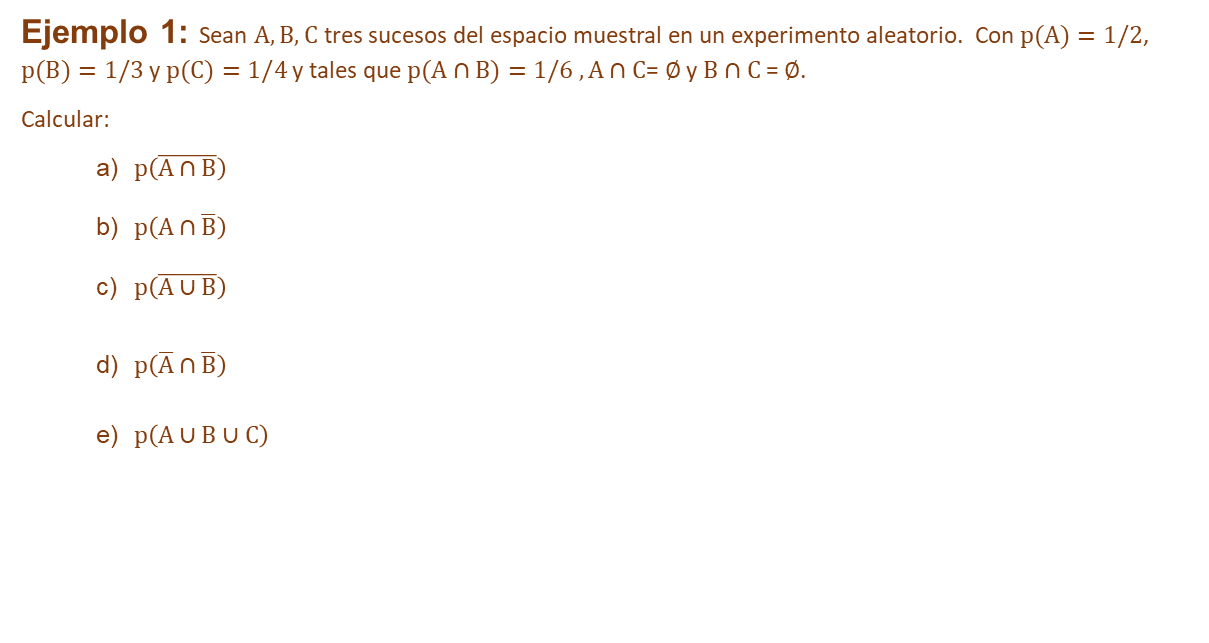 Ejemplo 1: Sean A, B, C tres sucesos del espacio muestral en un experimento aleatorio. Con p(A) = 1/2,
p(B) = 1/3 y p(C) = 1/4 y tales que p(A ∩ B) = 1/6 , A ∩ C= Ø y B ∩ C = Ø.
Calcular:
a) p(A̅ ̅∩̅ ̅B̅)
b) p(A ∩ B̅)
c) p(A̅ ̅∪̅ ̅B̅)
d) p(A̅ ∩ B̅)
e) p(A ∪ B ∪ C)